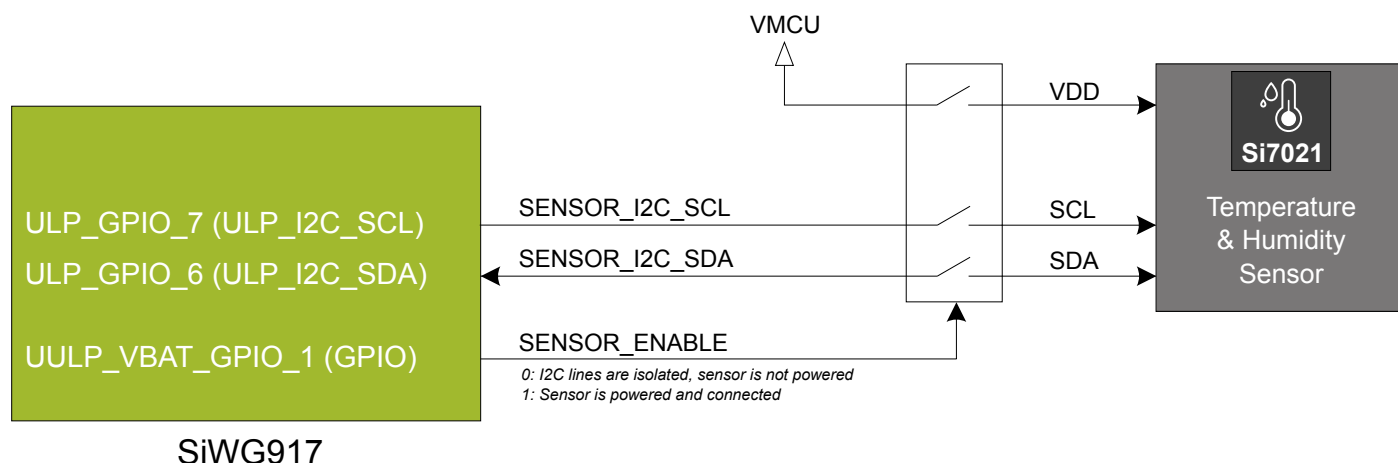 VMCU
VDD
Si7021
ULP_GPIO_7 (ULP_I2C_SCL)
SENSOR_I2C_SCL
SCL
Temperature
& Humidity
Sensor
ULP_GPIO_6 (ULP_I2C_SDA)
SENSOR_I2C_SDA
SDA
UULP_VBAT_GPIO_1 (GPIO)
SENSOR_ENABLE
0: I2C lines are isolated, sensor is not powered
1: Sensor is powered and connected
SiWG917